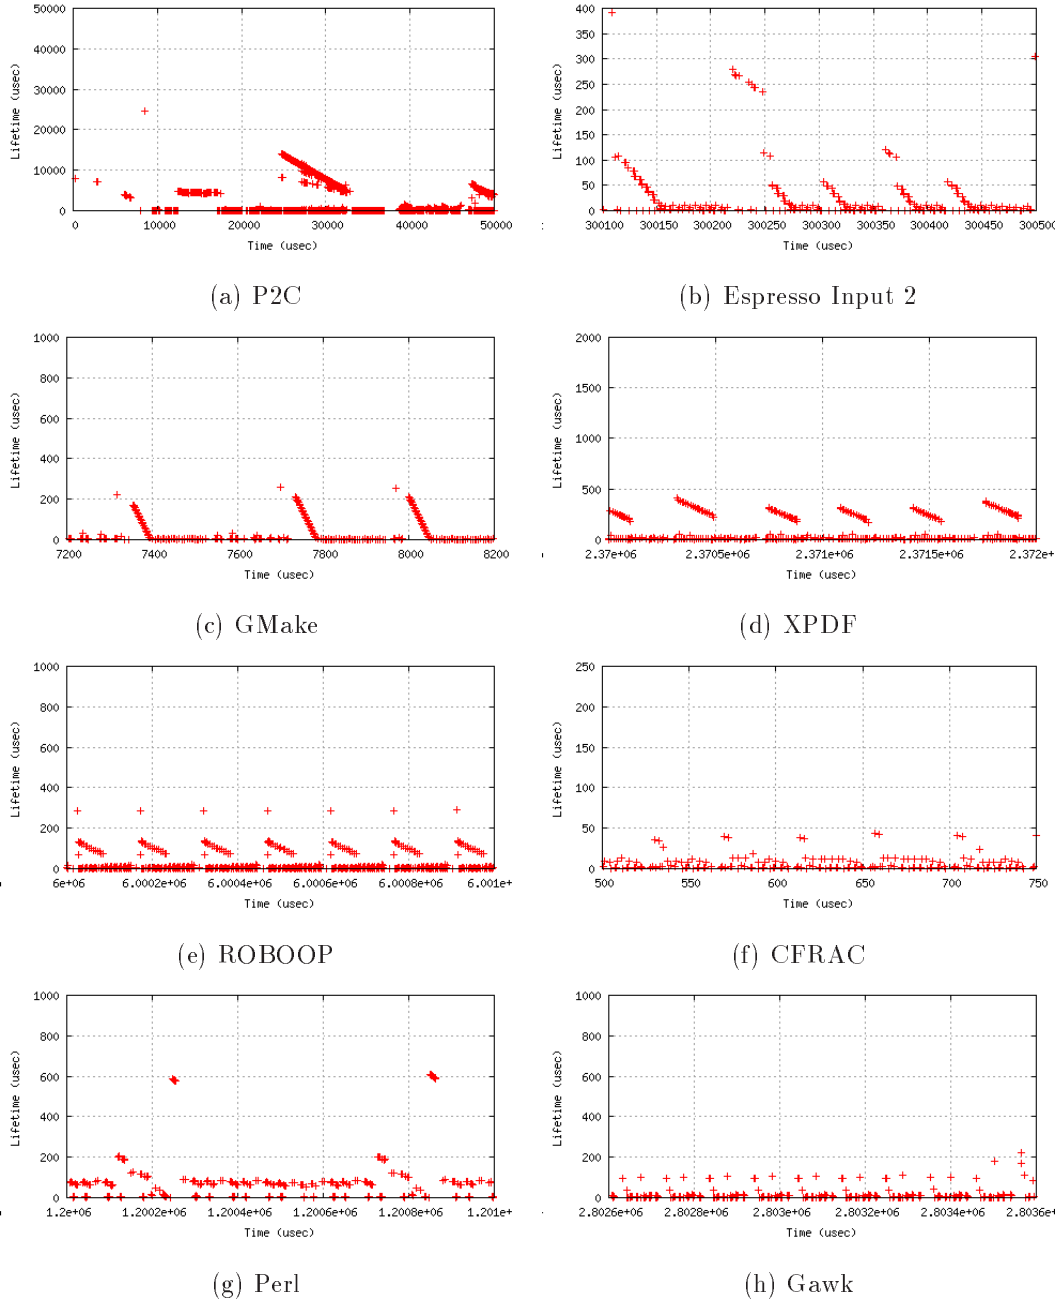 50000
40000
30000
20000
10000
0
Lifetime (usec)
0 10000 20000 30000 40000 50000
Time (usec)
(a) P2C
400
350
300
250
200
150
100
50
0
Lifetime (usec)
300100 300150 300200 300250 300300 300350 300400 300450 300500
Time (usec)
(b) Espresso Input 2
1000
800
600
400
200
0
Lifetime (usec)
7200 7400 7600 7800 8000 8200
Time (usec)
(c) GMake
2000
1500
1000
500
0
Lifetime (usec)
2.37e+06 2.3705e+06 2.371e+06 2.3715e+06 2.372e+
Time (usec)
(d) XPDF
1000
800
600
400
200
0
Lifetime (usec)
6e+06 6.0002e+06 6.0004e+06 6.0006e+06 6.0008e+06 6.001e+
Time (usec)
(e) ROBOOP
250
200
150
100
50
0
Lifetime (usec)
500 550 600 650 700 750
Time (usec)
(f) CFRAC
1000
800
600
400
200
0
Lifetime (usec)
1.2e+06 1.2002e+06 1.2004e+06 1.2006e+06 1.2008e+06 1.201e+
Time (usec)
(g) Perl
1000
800
600
400
200
0
Lifetime (usec)
2.8026e+06 2.8028e+06 2.803e+06 2.8032e+06 2.8034e+06 2.8036e+
Time (usec)
(h) Gawk